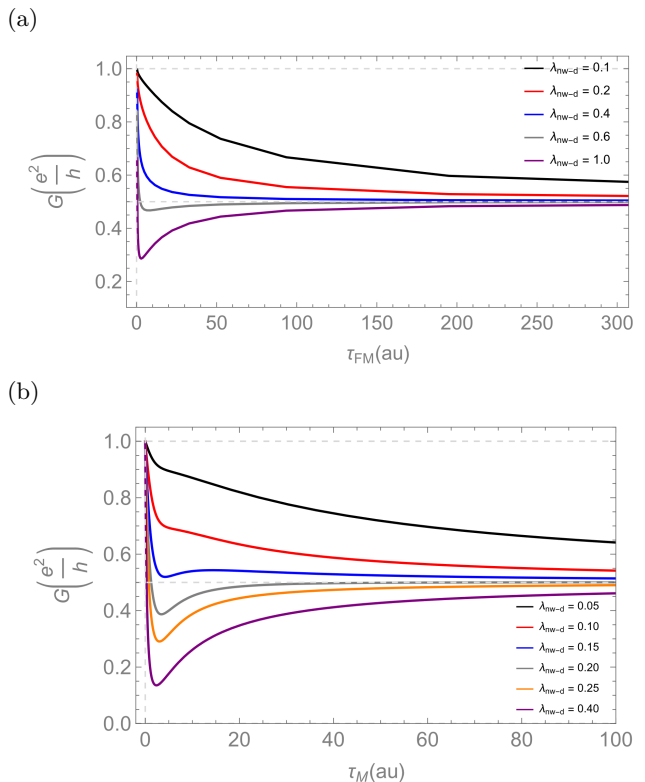 (a)
λnw-d = 0.1
λnw-d = 0.2
λnw-d = 0.4
λnw-d = 0.6
λnw-d = 1.0
1.0
0.8
0.6
0.4
0.2
G(e²/h)
0 50 100 150 200 250 300
τFM(au)
(b)
1.0
0.8
0.6
0.4
0.2
0.0
G(e²/h)
λnw-d = 0.05
λnw-d = 0.10
λnw-d = 0.15
λnw-d = 0.20
λnw-d = 0.25
λnw-d = 0.40
0 20 40 60 80 100
τM(au)